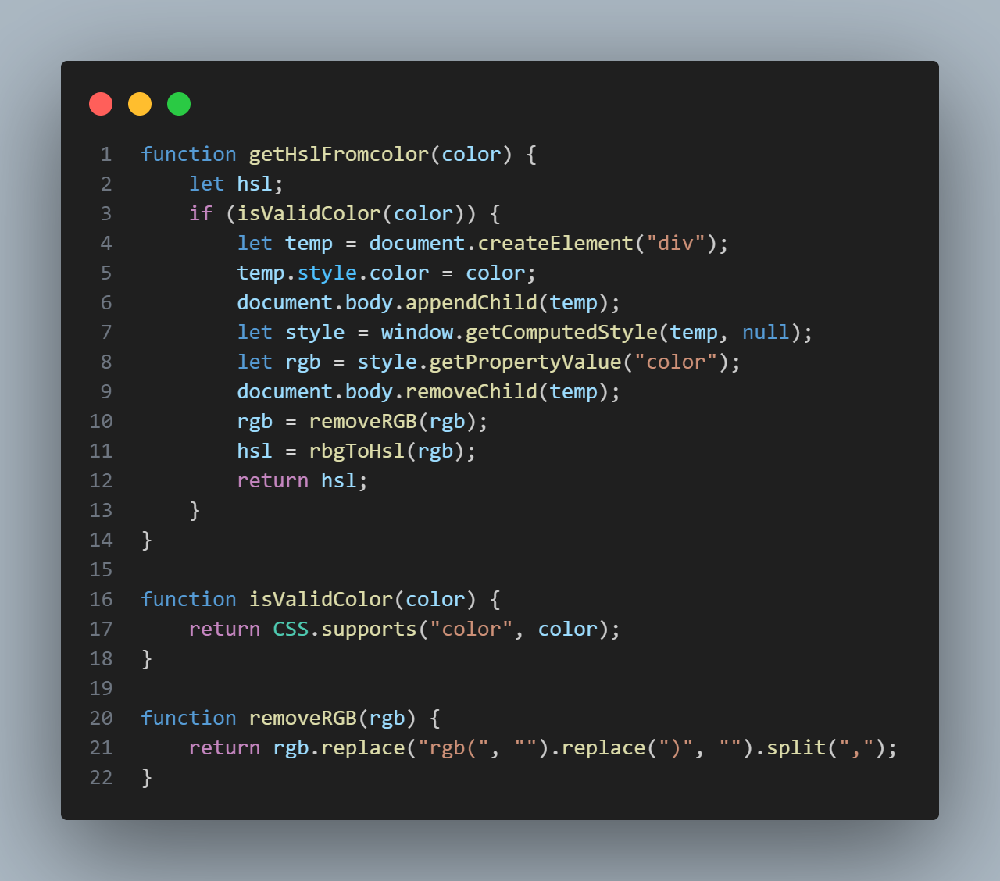 1 function getHslFromcolor(color) {
2 let hsl;
3 if (isValidColor(color)) {
4 let temp = document.createElement("div");
5 temp.style.color = color;
6 document.body.appendChild(temp);
7 let style = window.getComputedStyle(temp, null);
8 let rgb = style.getPropertyValue("color");
9 document.body.removeChild(temp);
10 rgb = removeRGB(rgb);
11 hsl = rbgToHsl(rgb);
12 return hsl;
13 }
14 }
15
16 function isValidColor(color) {
17 return CSS.supports("color", color);
18 }
19
20 function removeRGB(rgb) {
21 return rgb.replace("rgb(", "").replace(")", "").split(",");
22 }